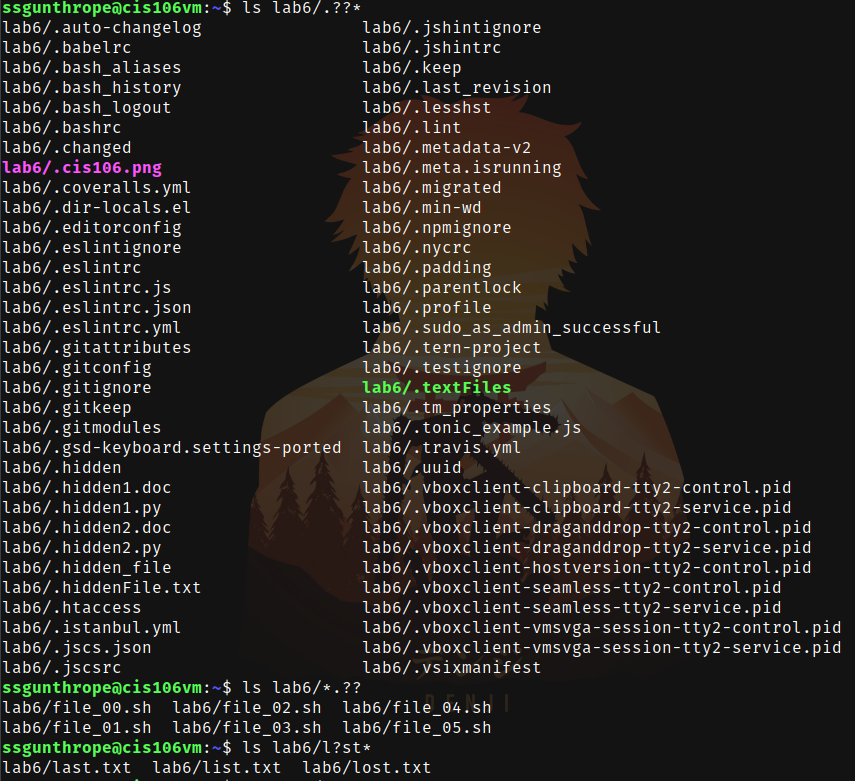 ssgunthrope@cis106vm:~$ ls lab6/.??*
lab6/.auto-changelog lab6/.jshintignore
lab6/.babelrc lab6/.jshintrc
lab6/.bash_aliases lab6/.keep
lab6/.bash_history lab6/.last_revision
lab6/.bash_logout lab6/.lesshst
lab6/.bashrc lab6/.lint
lab6/.changed lab6/.metadata-v2
lab6/.cis106.png lab6/.meta.isrunning
lab6/.coveralls.yml lab6/.migrated
lab6/.dir-locals.el lab6/.min-wd
lab6/.editorconfig lab6/.npmignore
lab6/.eslintignore lab6/.nycrc
lab6/.eslintrc lab6/.padding
lab6/.eslintrc.js lab6/.parentlock
lab6/.eslintrc.json lab6/.profile
lab6/.eslintrc.yml lab6/.sudo_as_admin_successful
lab6/.gitattributes lab6/.tern-project
lab6/.gitconfig lab6/.testignore
lab6/.gitignore lab6/.textFiles
lab6/.gitkeep lab6/.tm_properties
lab6/.gitmodules lab6/.tonic_example.js
lab6/.gsd-keyboard.settings-ported lab6/.travis.yml
lab6/.hidden lab6/.uuid
lab6/.hidden1.doc lab6/.vboxclient-clipboard-tty2-control.pid
lab6/.hidden1.py lab6/.vboxclient-clipboard-tty2-service.pid
lab6/.hidden2.doc lab6/.vboxclient-draganddrop-tty2-control.pid
lab6/.hidden2.py lab6/.vboxclient-draganddrop-tty2-service.pid
lab6/.hidden_file lab6/.vboxclient-hostversion-tty2-control.pid
lab6/.hiddenFile.txt lab6/.vboxclient-seamless-tty2-control.pid
lab6/.htaccess lab6/.vboxclient-seamless-tty2-service.pid
lab6/.istanbul.yml lab6/.vboxclient-vmsvga-session-tty2-control.pid
lab6/.jscs.json lab6/.vboxclient-vmsvga-session-tty2-service.pid
lab6/.jscsrc lab6/.vsixmanifest
ssgunthrope@cis106vm:~$ ls lab6/*.??
lab6/file_00.sh lab6/file_02.sh lab6/file_04.sh
lab6/file_01.sh lab6/file_03.sh lab6/file_05.sh
ssgunthrope@cis106vm:~$ ls lab6/l?st*
lab6/last.txt lab6/list.txt lab6/lost.txt